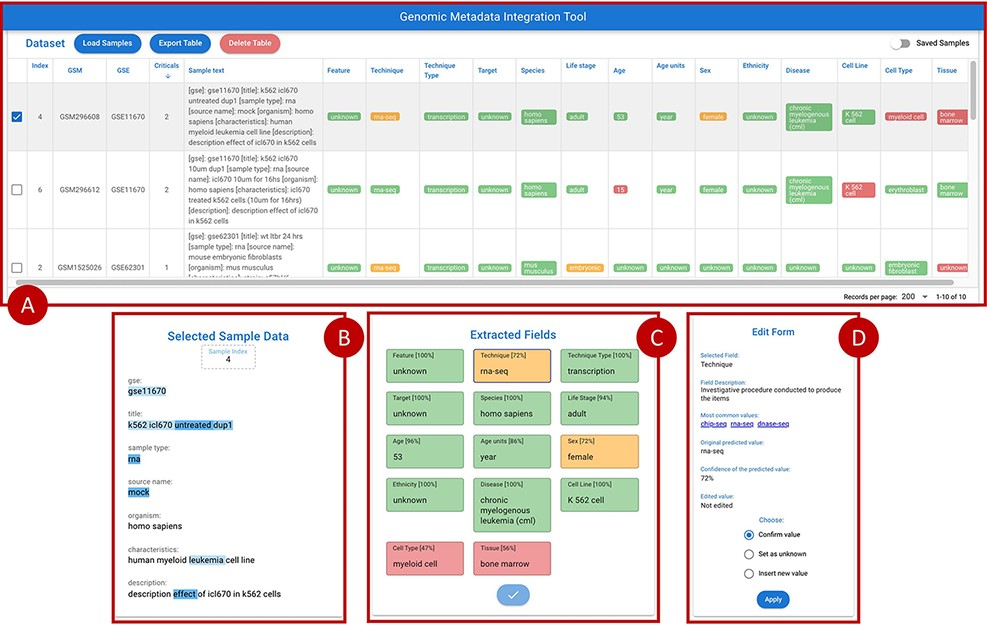 Genomic Metadata Integration Tool
Dataset Load Samples Export Table Delete Table Saved Samples
Index GSM GSE Criticals Sample text Feature Techinique Technique Type Target Species Life stage Age Age units Sex Ethnicity Disease Cell Line Cell Type Tissue
[gse]: gse11670 [title]: k562 icl670
untreated dup1 [sample type]: rna
[source name]: mock [organism]: homo
sapiens [characteristics]: human
myeloid leukemia cell line [description]:
description effect of icl670 in k562 cells
4 GSM296608 GSE11670 2 unknown rna-seq transcription unknown homo sapiens adult 53 year female unknown chronic myelogenous leukemia (cml) K 562 cell myeloid cell bone marrow
[gse]: gse11670 [title]: k562 icl670
10um dup1 [sample type]: rna [source
name]: icl670 10um for 16hs [organism]:
homo sapiens [characteristics]: icl670
treated k562 cells (10um for 16hrs)
[description]: description effect of icl670
in k562 cells
6 GSM296612 GSE11670 2 unknown rna-seq transcription unknown homo sapiens adult 15 year female unknown chronic myelogenous leukemia (cml) K 562 cell erythroblast bone marrow
[gse]: gse62301 [title]: wt ltbr 24 hrs
[sample type]: rna [source name]:
mouse embryonic fibroblasts
[organism]: mus musculus
2 GSM1525026 GSE62301 1 unknown rna-seq transcription unknown mus musculus embryonic unknown unknown unknown unknown unknown unknown embryonic fibroblast unknown
Records per page: 200 1-10 of 10
A
B
Selected Sample Data
Sample Index
4
gse:
gse11670
title:
k562 icl670 untreated dup1
sample type:
rna
source name:
mock
organism:
homo sapiens
characteristics:
human myeloid leukemia cell line
description:
description effect of icl670 in k562 cells
C
Extracted Fields
Feature [100%] Technique [72%] Technique Type [100%]
unknown rna-seq transcription
Target [100%] Species [100%] Life Stage [94%]
unknown homo sapiens adult
Age [96%] Age units [86%] Sex [72%]
53 year female
Ethnicity [100%] Disease [100%] Cell Line [100%]
unknown chronic K 562 cell
myelogenous
leukemia (cml)
Cell Type [47%] Tissue [56%]
myeloid cell bone marrow
D
Edit Form
Selected Field:
Technique
Field Description:
Investigative procedure conducted to produce
the items
Most common values:
chip-seq rna-seq dnase-seq
Original predicted value:
rna-seq
Confidence of the predicted value:
72%
Edited value:
Not edited
Choose:
Confirm value
Set as unknown
Insert new value
Apply